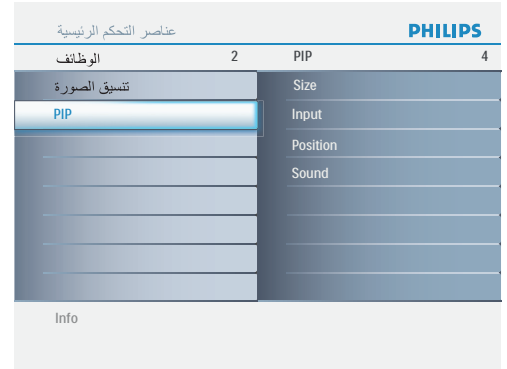 عناصر التحكم الرئيسية
PHILIPS
الوظائف 2
PIP 4
تنسيق الصورة
PIP
Size
Input
Position
Sound
Info